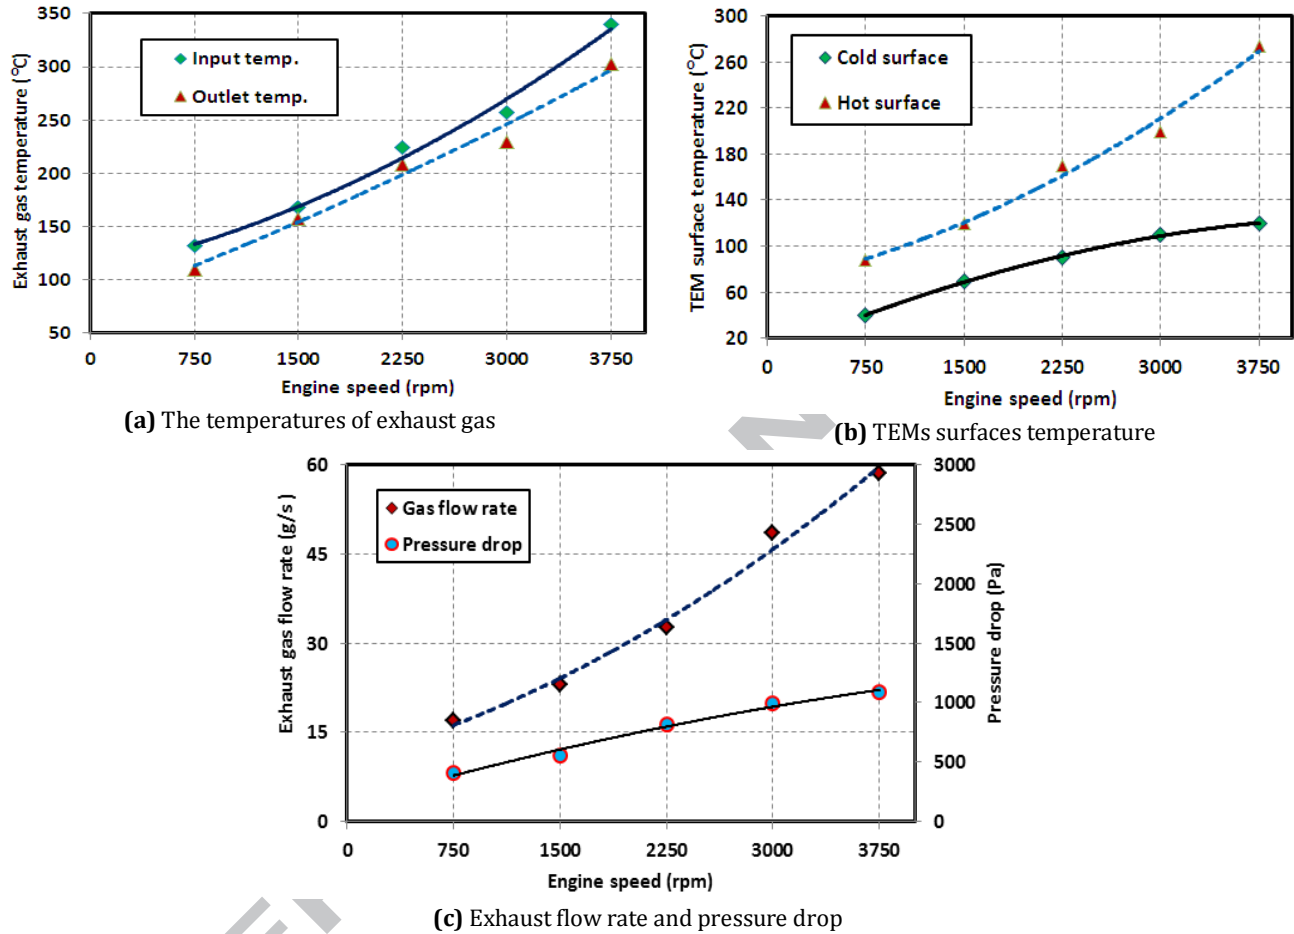 350
300
250
200
150
100
50
Exhaust gas temperature (°C)
Input temp.
Outlet temp.
0 750 1500 2250 3000 3750
Engine speed (rpm)
(a) The temperatures of exhaust gas
300
260
220
180
140
100
60
20
TEM surface temperature (°C)
Cold surface
Hot surface
0 750 1500 2250 3000 3750
Engine speed (rpm)
(b) TEMs surfaces temperature
60
45
30
15
0
Exhaust gas flow rate (g/s)
Gas flow rate
Pressure drop
3000
2500
2000
1500
1000
500
0
Pressure drop (Pa)
0 750 1500 2250 3000 3750
Engine speed (rpm)
(c) Exhaust flow rate and pressure drop